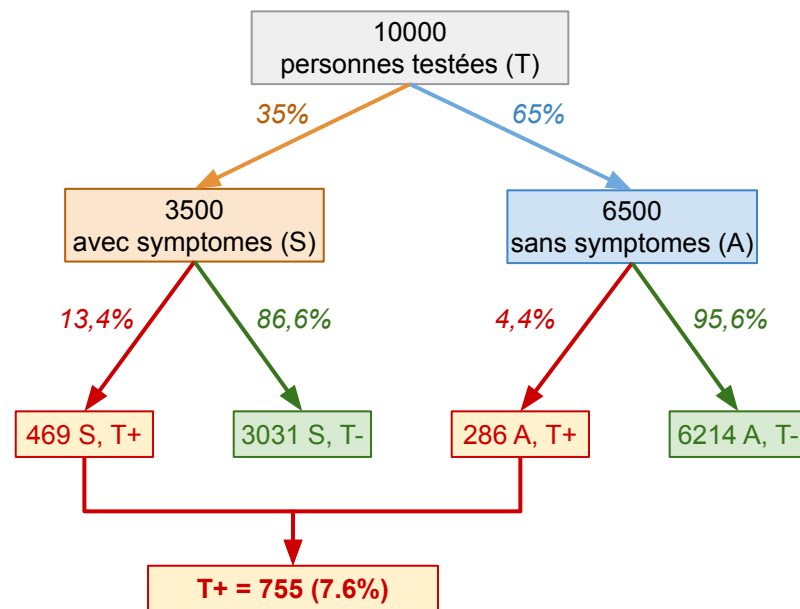 10000
personnes testées (T)
35%
65%
3500
avec symptomes (S)
6500
sans symptomes (A)
13,4%
86,6%
4,4%
95,6%
469 S, T+
3031 S, T-
286 A, T+
6214 A, T-
T+ = 755 (7.6%)